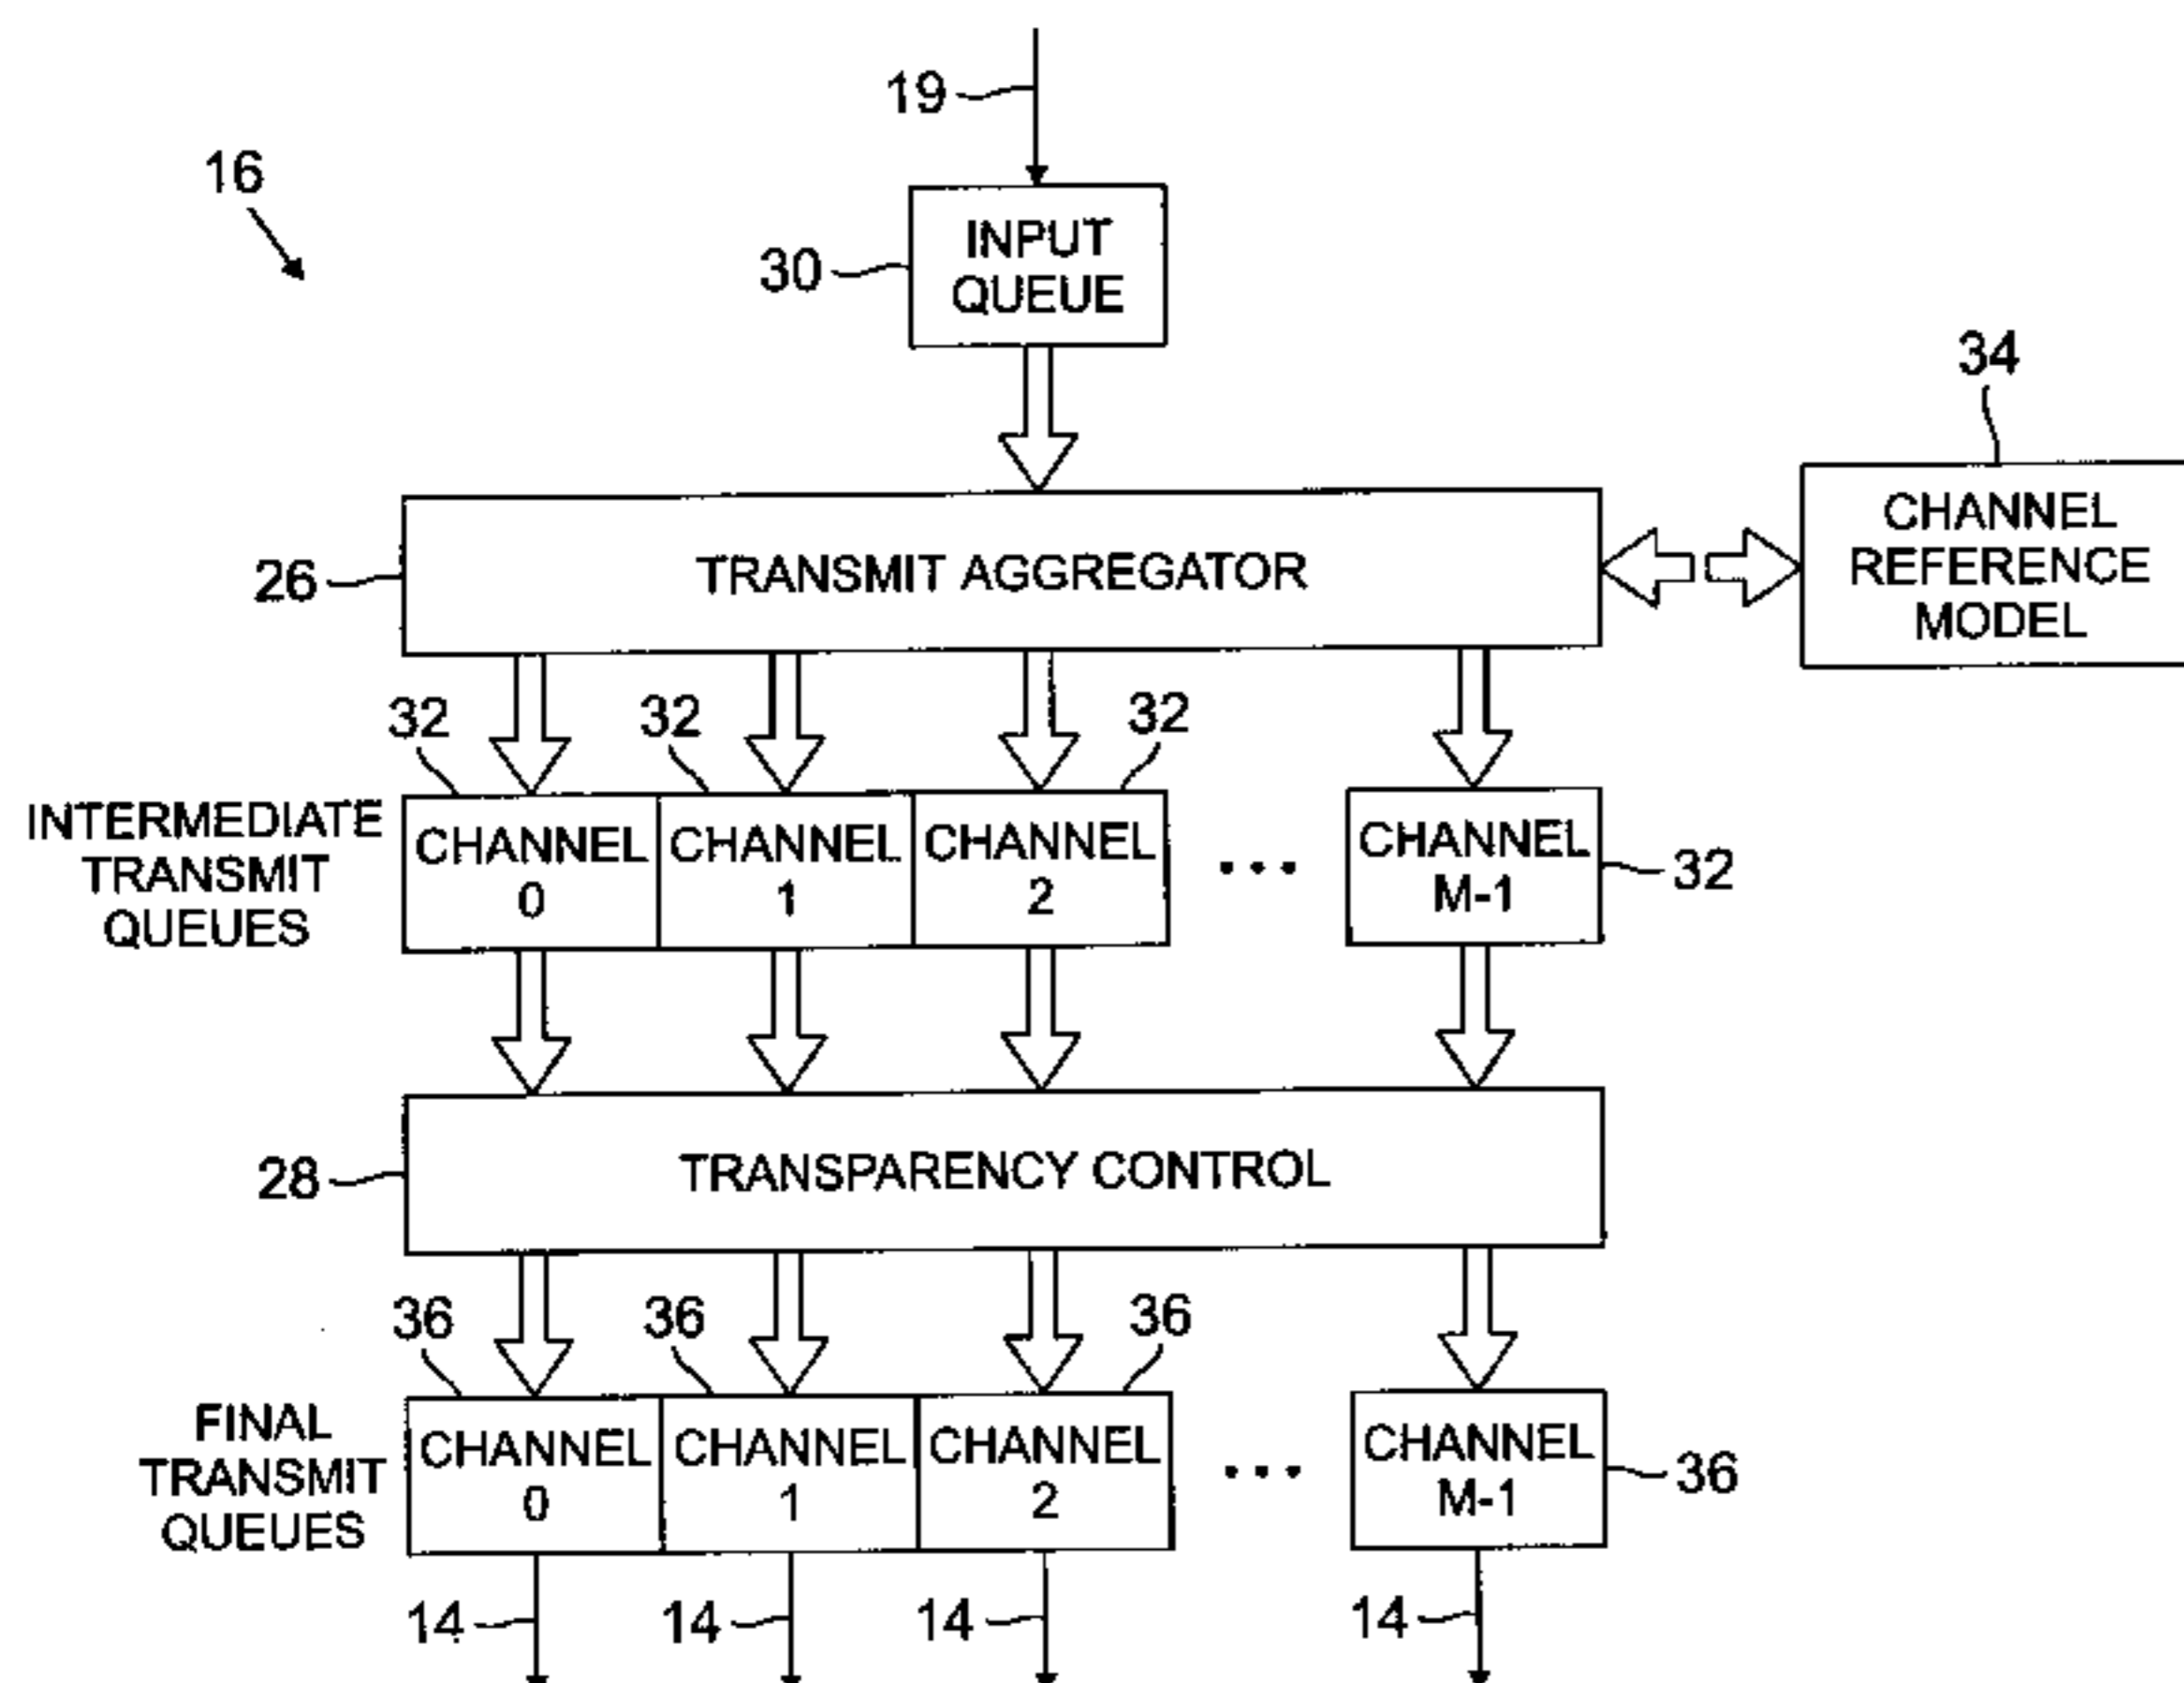 19
16
30
INPUT
QUEUE
34
CHANNEL
REFERENCE
MODEL
26
TRANSMIT AGGREGATOR
32
32
32
INTERMEDIATE
TRANSMIT
QUEUES
CHANNEL
0
CHANNEL
1
CHANNEL
2
• • •
CHANNEL
M-1
32
28
TRANSPARENCY CONTROL
36
36
36
FINAL
TRANSMIT
QUEUES
CHANNEL
0
CHANNEL
1
CHANNEL
2
• • •
CHANNEL
M-1
36
14
14
14
14